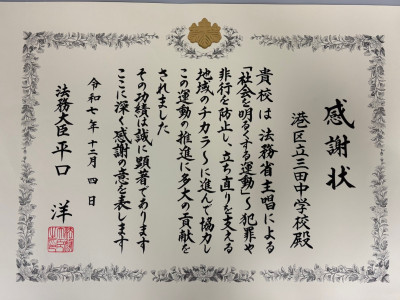 感謝状
港区立三田中学校殿
貴校は法務省主唱による
「社会を明るくする運動」～犯罪や
非行を防止し、立ち直りを支える
地域のチカラ～に進んで協力し
この運動の推進に多大の貢献を
されました
その功績は誠に顕著であります
ここに深く感謝の意を表します
令和七年十二月四日
法務大臣 平口 洋